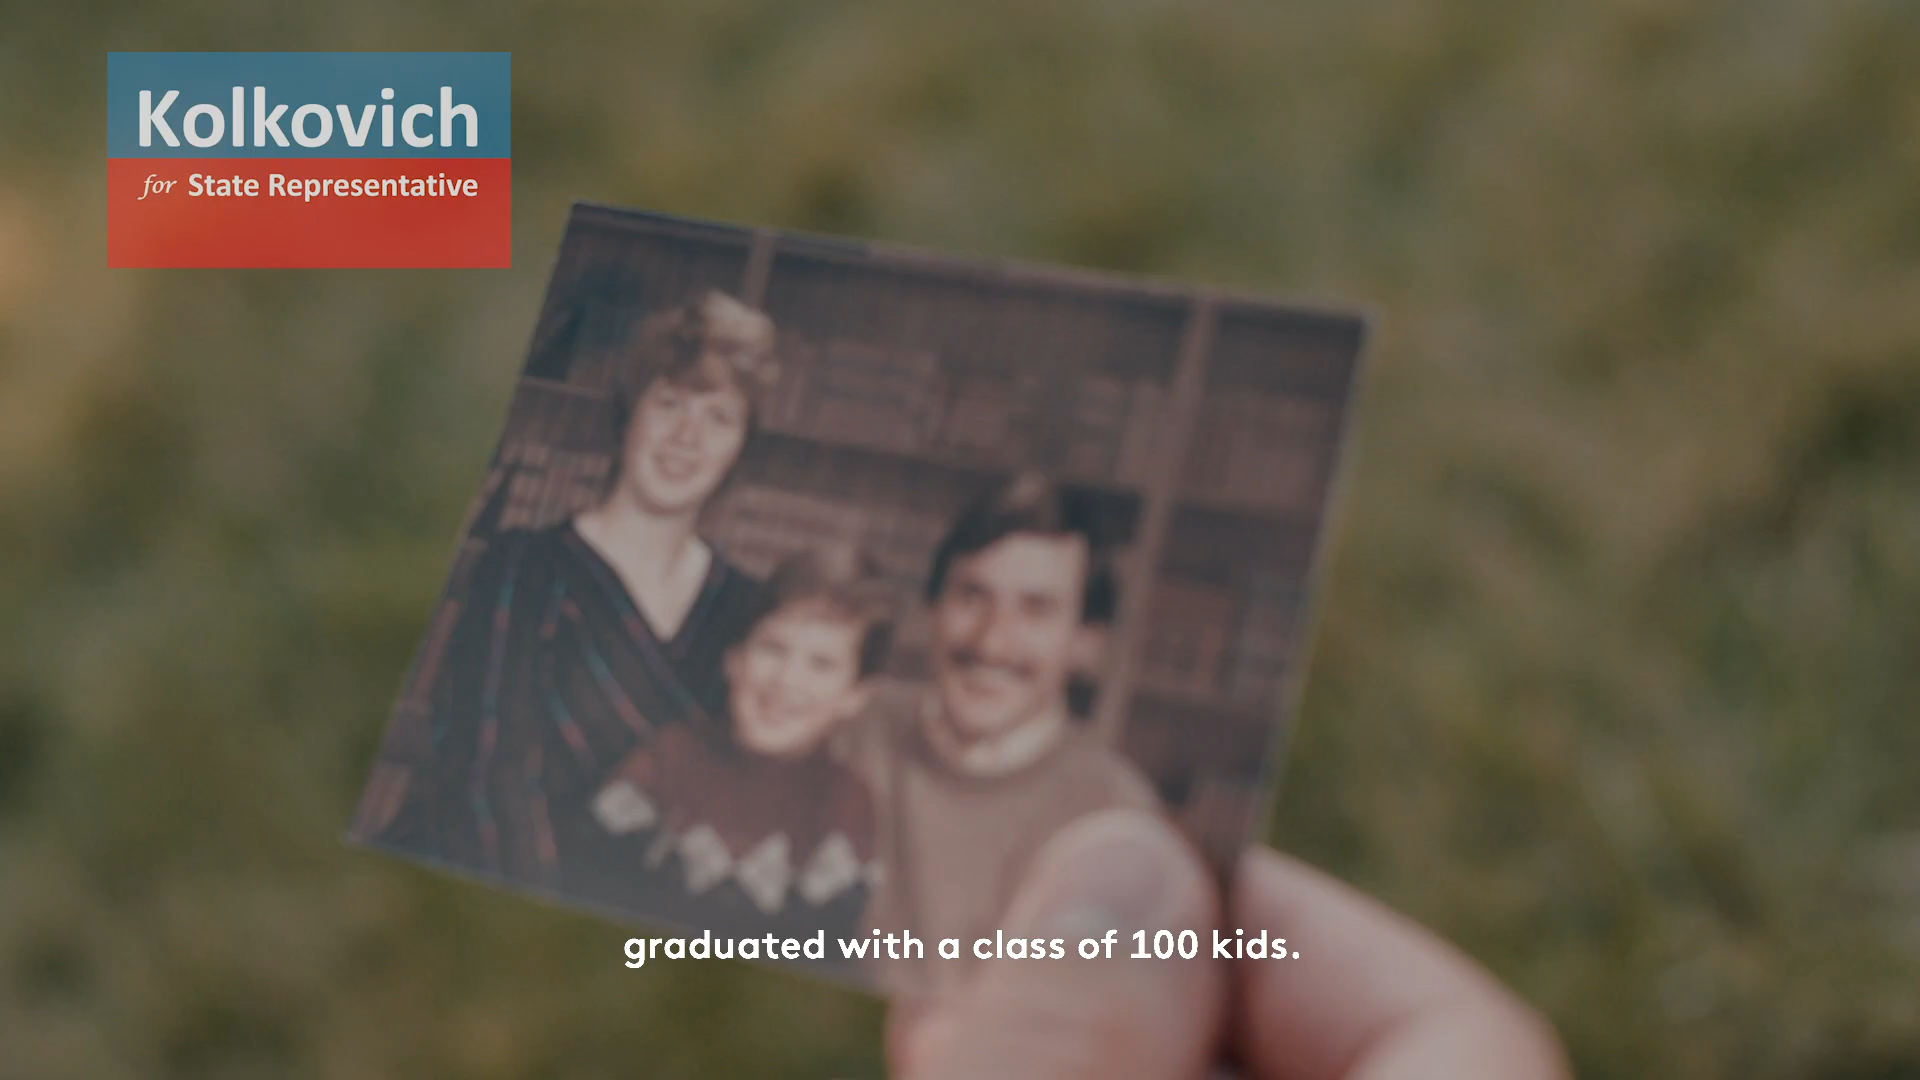 Kolkovich
for State Representative
graduated with a class of 100 kids.